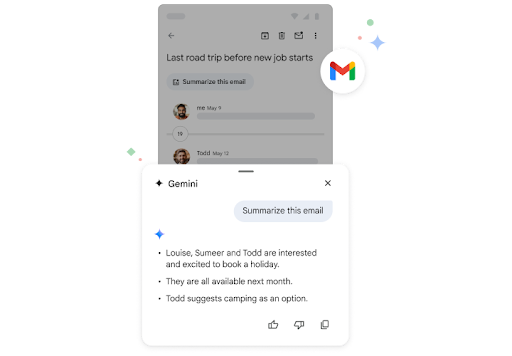 Last road trip before new job starts
Summarize this email
me May 9
19
Todd May 12
Gemini
Summarize this email
• Louise, Sumeer and Todd are interested
and excited to book a holiday.
• They are all available next month.
• Todd suggests camping as an option.